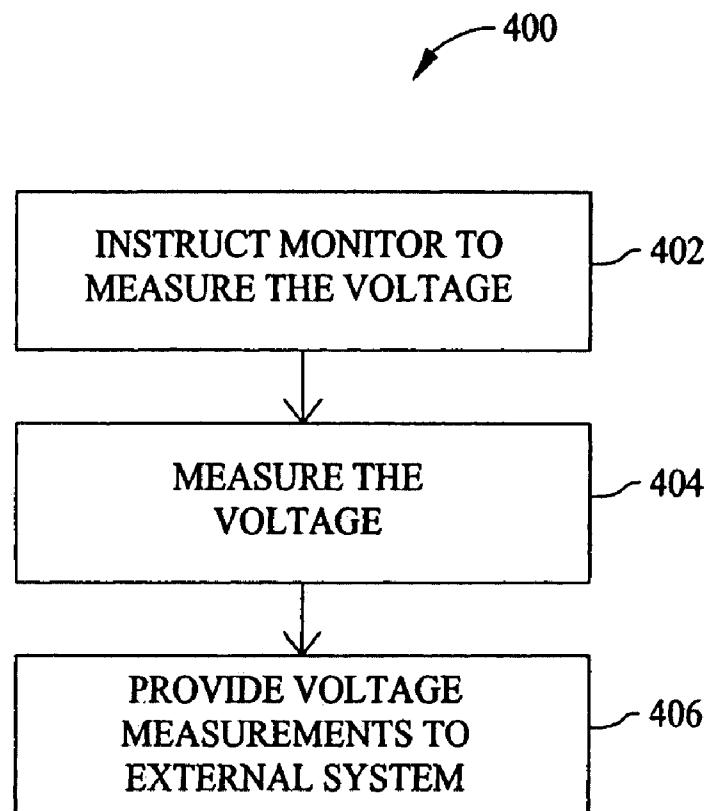 400
INSTRUCT MONITOR TO
MEASURE THE VOLTAGE
402
MEASURE THE
VOLTAGE
404
PROVIDE VOLTAGE
MEASUREMENTS TO
EXTERNAL SYSTEM
406